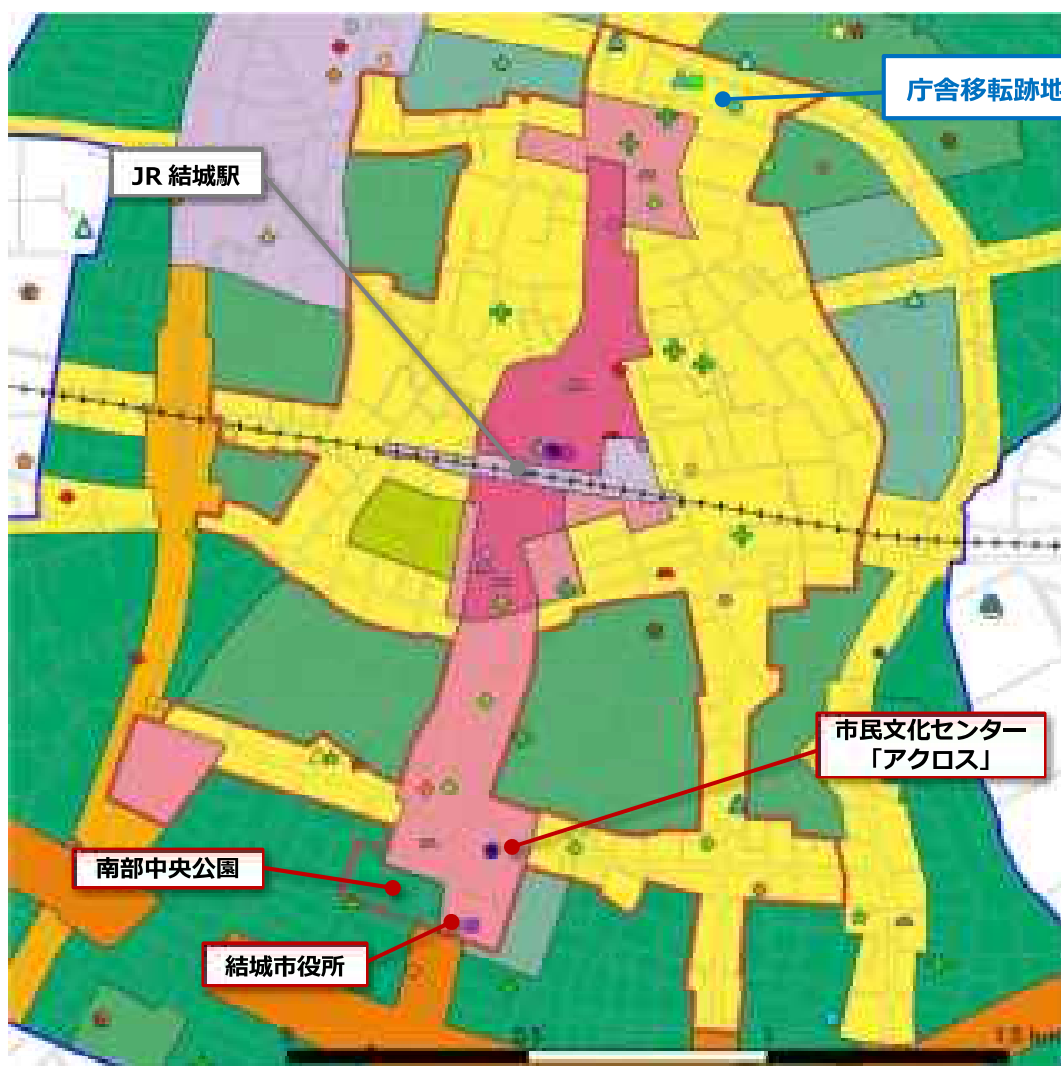 庁舎移転跡地
JR 結城駅
市民文化センター
「アクロス」
南部中央公園
結城市役所